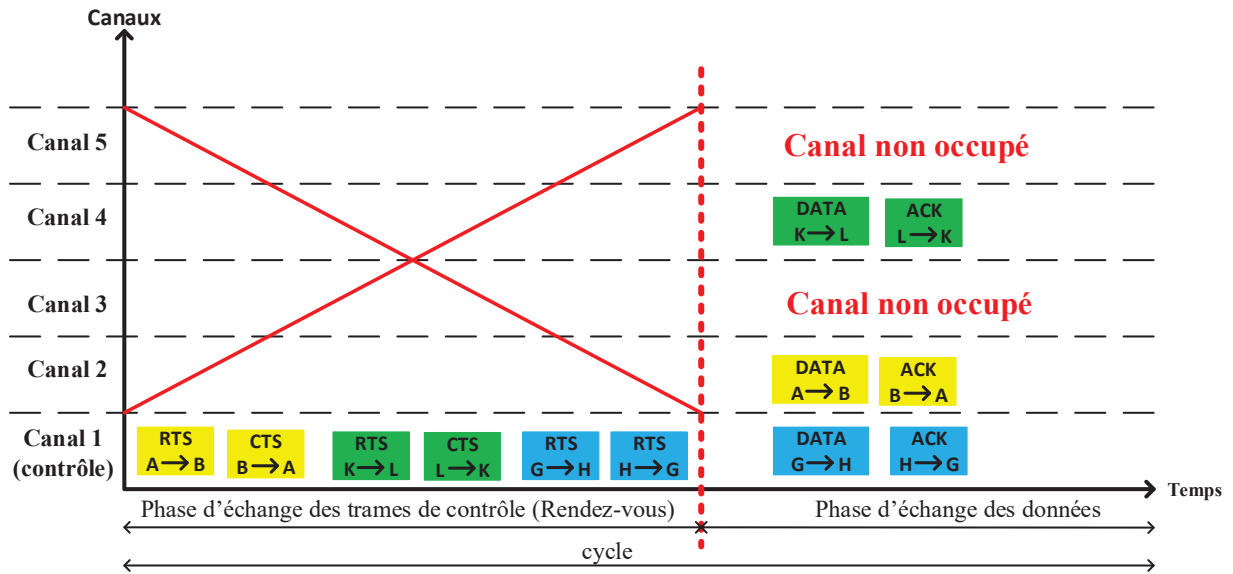 Canaux
Canal 5
Canal non occupé
Canal 4
DATA
K→L
ACK
L→K
Canal 3
Canal non occupé
Canal 2
DATA
A→B
ACK
B→A
Canal 1
(contrôle)
RTS
A→B
CTS
B→A
RTS
K→L
CTS
L→K
RTS
G→H
RTS
H→G
DATA
G→H
ACK
H→G
Temps
Phase d'échange des trames de contrôle (Rendez-vous)
Phase d'échange des données
cycle